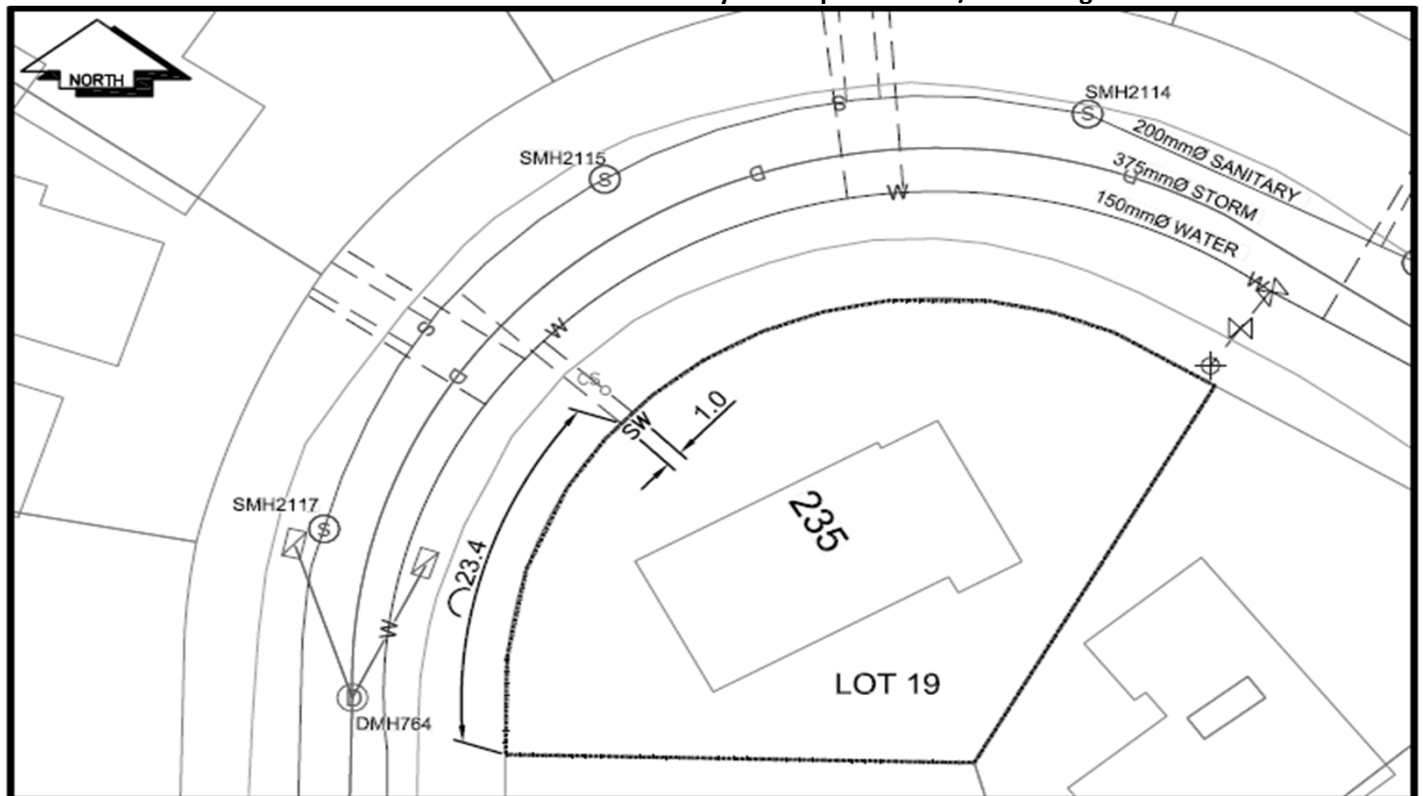 NORTH
SMH2114
S
S
200mmØ SANITARY
SMH2115
S
D
375mmØ STORM
D
W
150mmØ WATER
W
S
W
D
CS
SW
1.0
235
SMH2117
S
23.4
W
LOT 19
D
DMH764